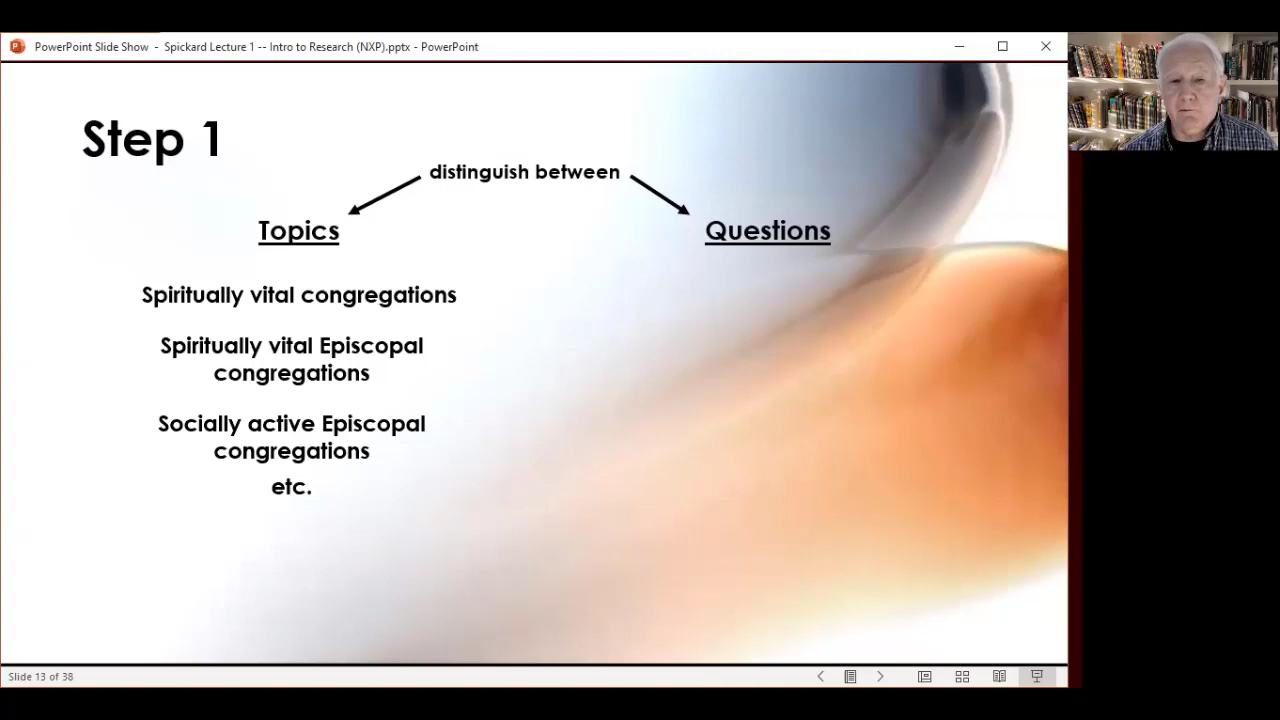 PowerPoint Slide Show - Spickard Lecture 1 -- Intro to Research (NXP).pptx - PowerPoint
Step 1
distinguish between
Topics
Questions
Spiritually vital congregations
Spiritually vital Episcopal
congregations
Socially active Episcopal
congregations
etc.
Slide 13 of 38